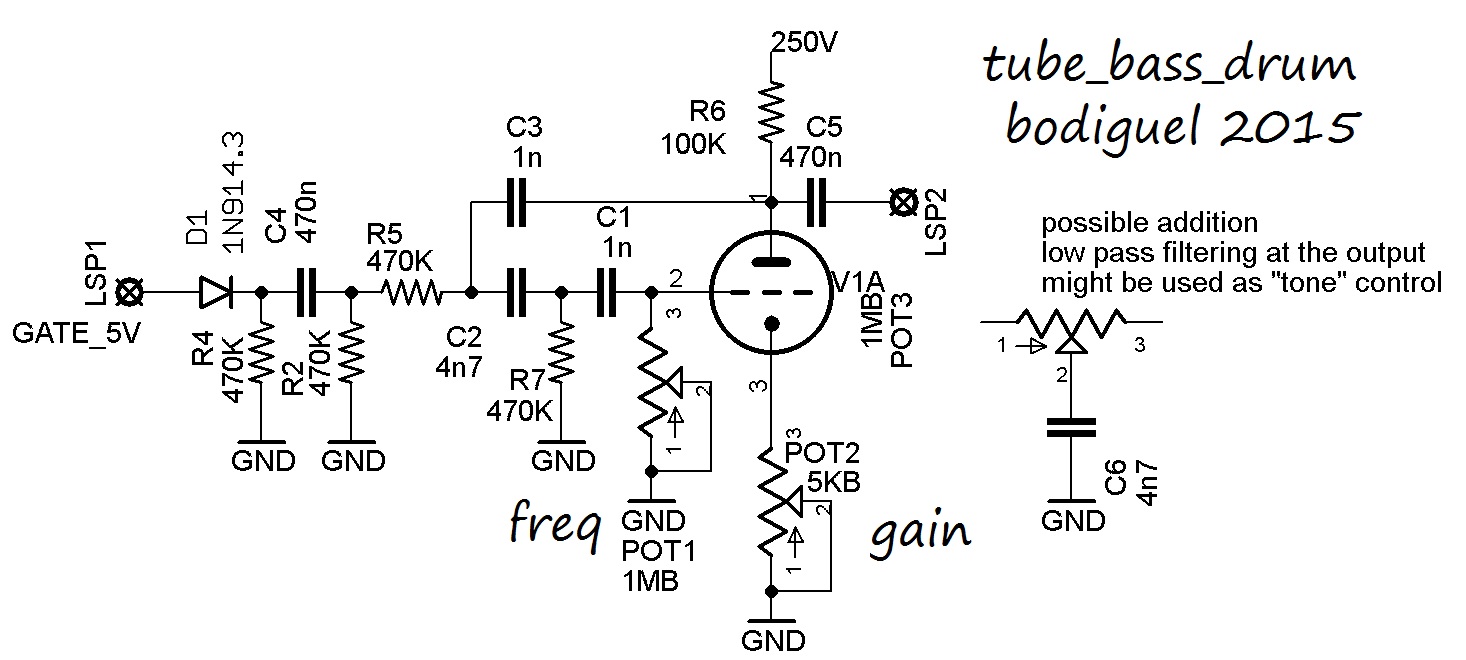 250V
tube_bass_drum
bodiguel 2015
R6
100K
C5
470n
C3
1n
D1
1N914.3
C4
470n
C1
1n
LSP2
R5
470K
LSP1
possible addition
low pass filtering at the output
might be used as "tone" control
1
2
V1A
1MB
POT3
GATE_5V
R4
470K
R2
470K
C2
4n7
3
1
3
2
R7
470K
2
1
3
GND
GND
GND
3
POT2
5KB
2
1
C6
4n7
freq
GND
POT1
1MB
gain
GND
GND